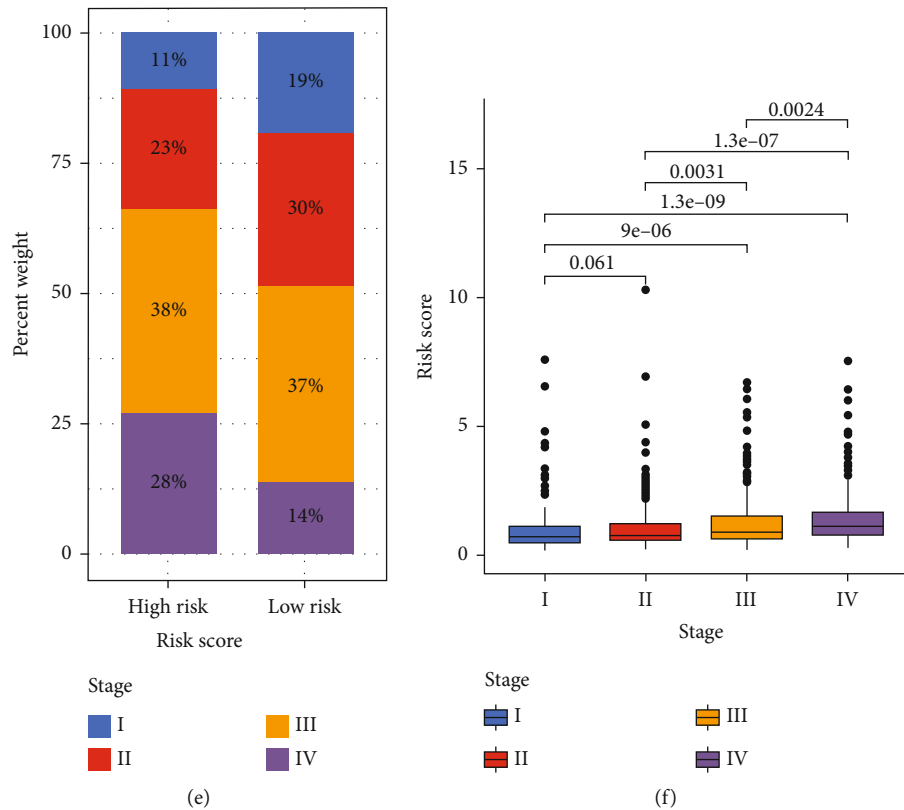 100
75
50
25
0
Percent weight
11%
23%
38%
28%
19%
30%
37%
14%
High risk
Low risk
Risk score
Stage
I
II
III
IV
(e)
15
10
5
0
Risk score
0.0024
1.3e–07
0.0031
1.3e–09
9e–06
0.061
I
II
III
IV
Stage
Stage
I
II
III
IV
(f)